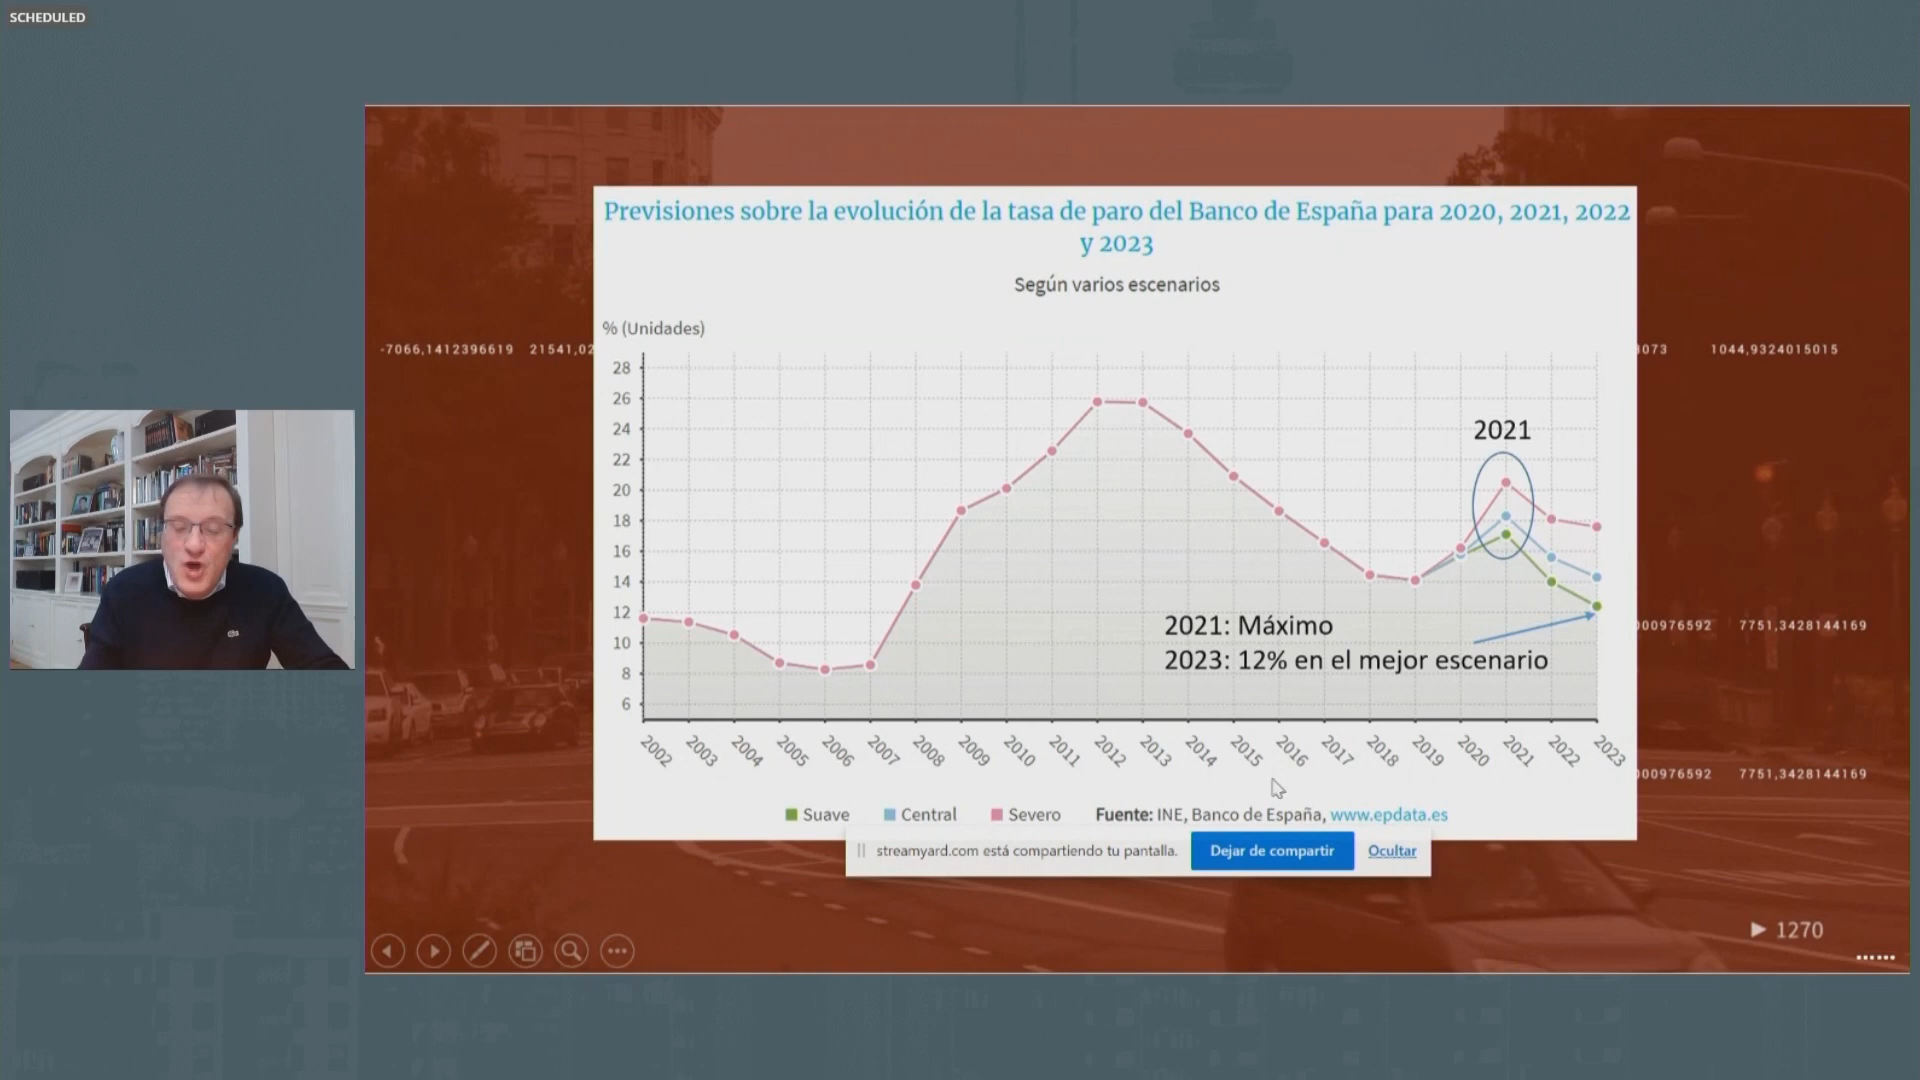 SCHEDULED
Previsiones sobre la evolución de la tasa de paro del Banco de España para 2020, 2021, 2022
y 2023
Según varios escenarios
% (Unidades)
-7066,1412396619 21541,02
1044,9324015015
28
26
24
22
20
18
16
14
12
10
8
6
2021
2021: Máximo
2023: 12% en el mejor escenario
000976592 7751,3428144169
000976592 7751,3428144169
2002 2003 2004 2005 2006 2007 2008 2009 2010 2011 2012 2013 2014 2015 2016 2017 2018 2019 2020 2021 2022 2023
Suave Central Severo Fuente: INE, Banco de España, www.epdata.es
streamyard.com está compartiendo tu pantalla. Dejar de compartir Ocultar
1270